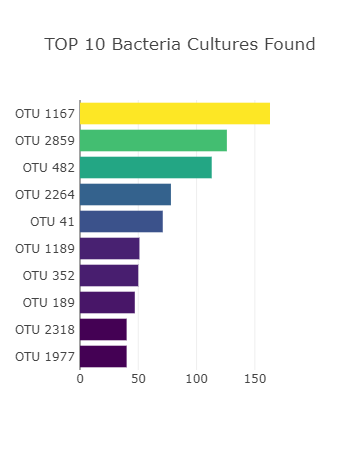 TOP 10 Bacteria Cultures Found
OTU 1167
OTU 2859
OTU 482
OTU 2264
OTU 41
OTU 1189
OTU 352
OTU 189
OTU 2318
OTU 1977
0 50 100 150